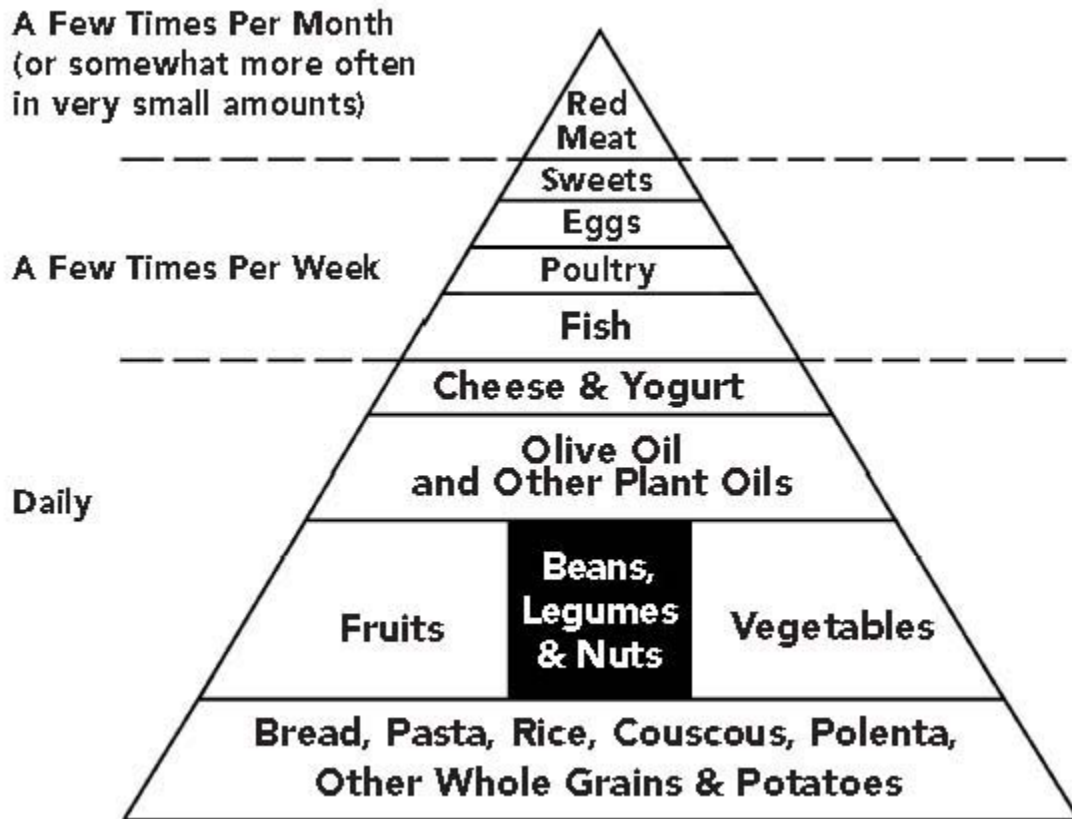 A Few Times Per Month
(or somewhat more often
in very small amounts)
Red
Meat
Sweets
Eggs
A Few Times Per Week
Poultry
Fish
Cheese & Yogurt
Olive Oil
and Other Plant Oils
Daily
Fruits
Beans,
Legumes
& Nuts
Vegetables
Bread, Pasta, Rice, Couscous, Polenta,
Other Whole Grains & Potatoes